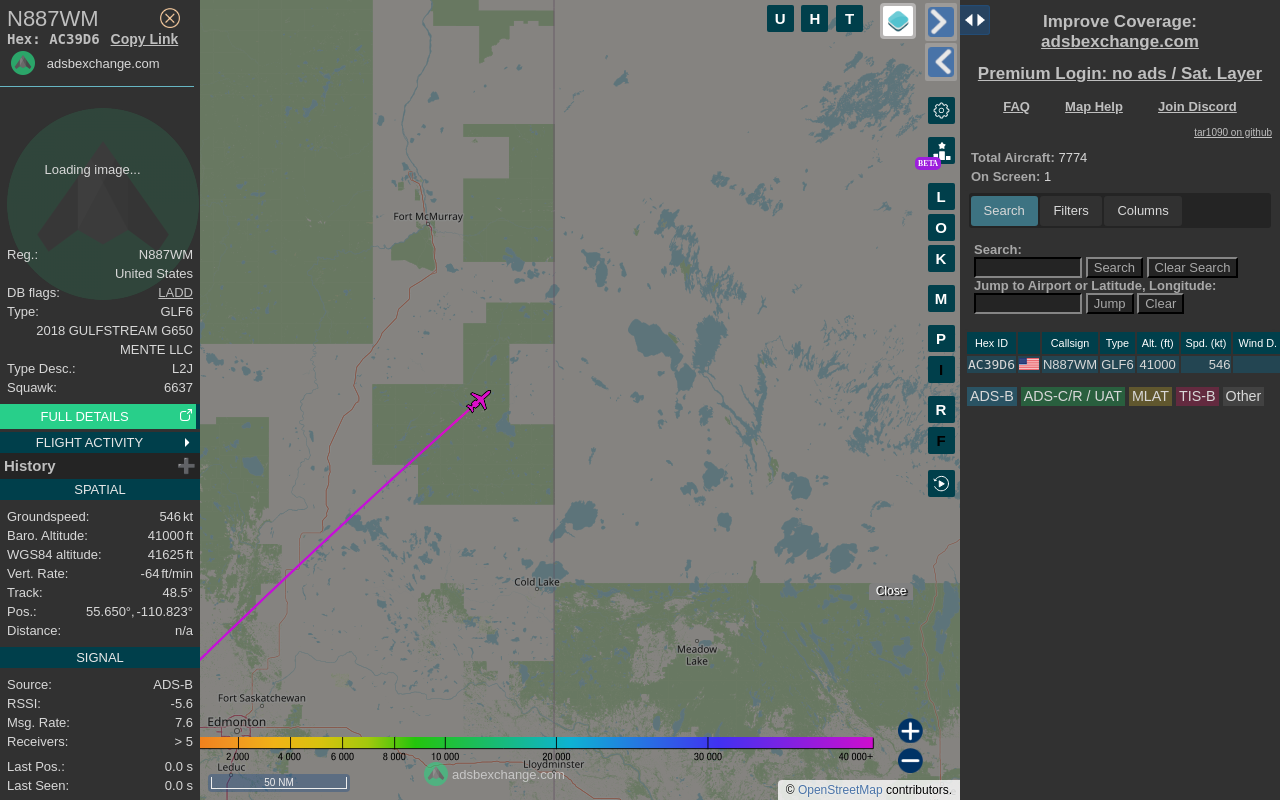 N887WM
Hex: AC39D6 Copy Link
adsbexchange.com
Loading image...
Reg.: N887WM
United States
DB flags: LADD
Type: GLF6
2018 GULFSTREAM G650
MENTE LLC
Type Desc.: L2J
Squawk: 6637
FULL DETAILS
FLIGHT ACTIVITY
History
SPATIAL
Groundspeed: 546 kt
Baro. Altitude: 41000 ft
WGS84 altitude: 41625 ft
Vert. Rate: -64 ft/min
Track: 48.5°
Pos.: 55.650°, -110.823°
Distance: n/a
SIGNAL
Source: ADS-B
RSSI: -5.6
Msg. Rate: 7.6
Receivers: > 5
Last Pos.: 0.0 s
Last Seen: 0.0 s
U H T
BETA
L
O
K
M
P
I
R
F
Fort McMurray
Cold Lake
Close
Meadow
Lake
Fort Saskatchewan
Edmonton
Leduc
Lloydminster
2 000 4 000 6 000 8 000 10 000 20 000 30 000 40 000+
adsbexchange.com
50 NM
© OpenStreetMap contributors.
Improve Coverage:
adsbexchange.com
Premium Login: no ads / Sat. Layer
FAQ Map Help Join Discord
tar1090 on github
Total Aircraft: 7774
On Screen: 1
Search Filters Columns
Search:
Search Clear Search
Jump to Airport or Latitude, Longitude:
Jump Clear
Hex ID Callsign Type Alt. (ft) Spd. (kt) Wind D.
AC39D6 N887WM GLF6 41000 546
ADS-B ADS-C/R / UAT MLAT TIS-B Other